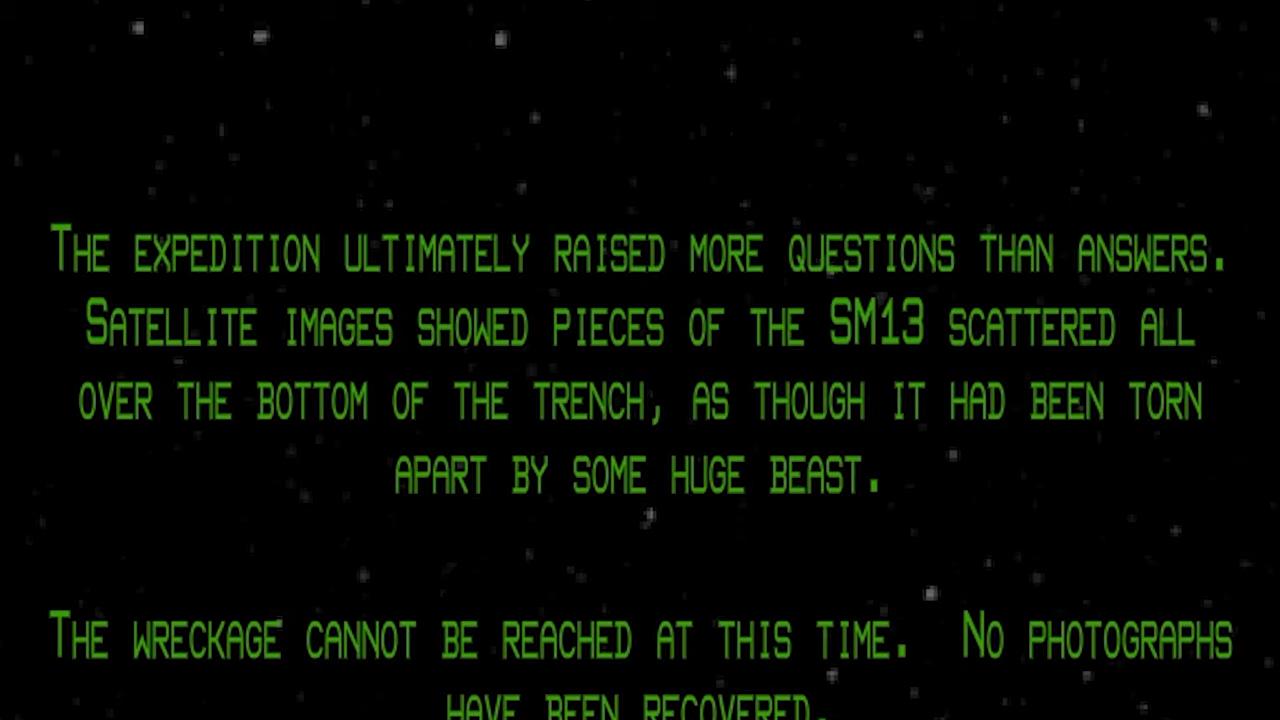 The expedition ultimately raised more questions than answers.
Satellite images showed pieces of the SM13 scattered all
over the bottom of the trench, as though it had been torn
apart by some huge beast.
The wreckage cannot be reached at this time. No photographs
have been recovered.